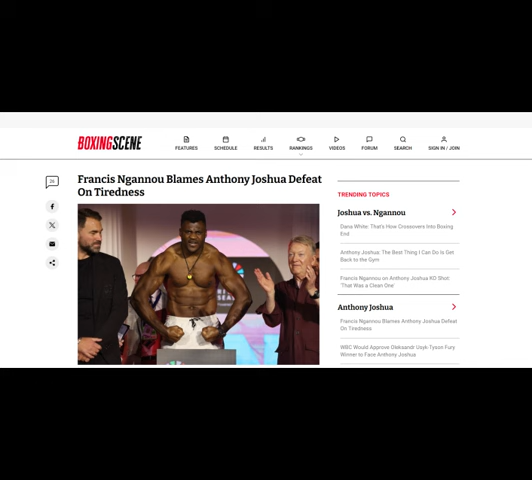 BOXINGSCENE
FEATURES
SCHEDULE
RESULTS
RANKINGS
VIDEOS
FORUM
SEARCH
SIGN IN / JOIN
Francis Ngannou Blames Anthony Joshua Defeat
On Tiredness
TRENDING TOPICS
Joshua vs. Ngannou
Dana White: That's How Crossovers Into Boxing
End
Anthony Joshua: The Best Thing I Can Do Is Get
Back to the Gym
Francis Ngannou on Anthony Joshua KO Shot:
'That Was a Clean One'
Anthony Joshua
Francis Ngannou Blames Anthony Joshua Defeat
On Tiredness
WBC Would Approve Oleksandr Usyk-Tyson Fury
Winner to Face Anthony Joshua